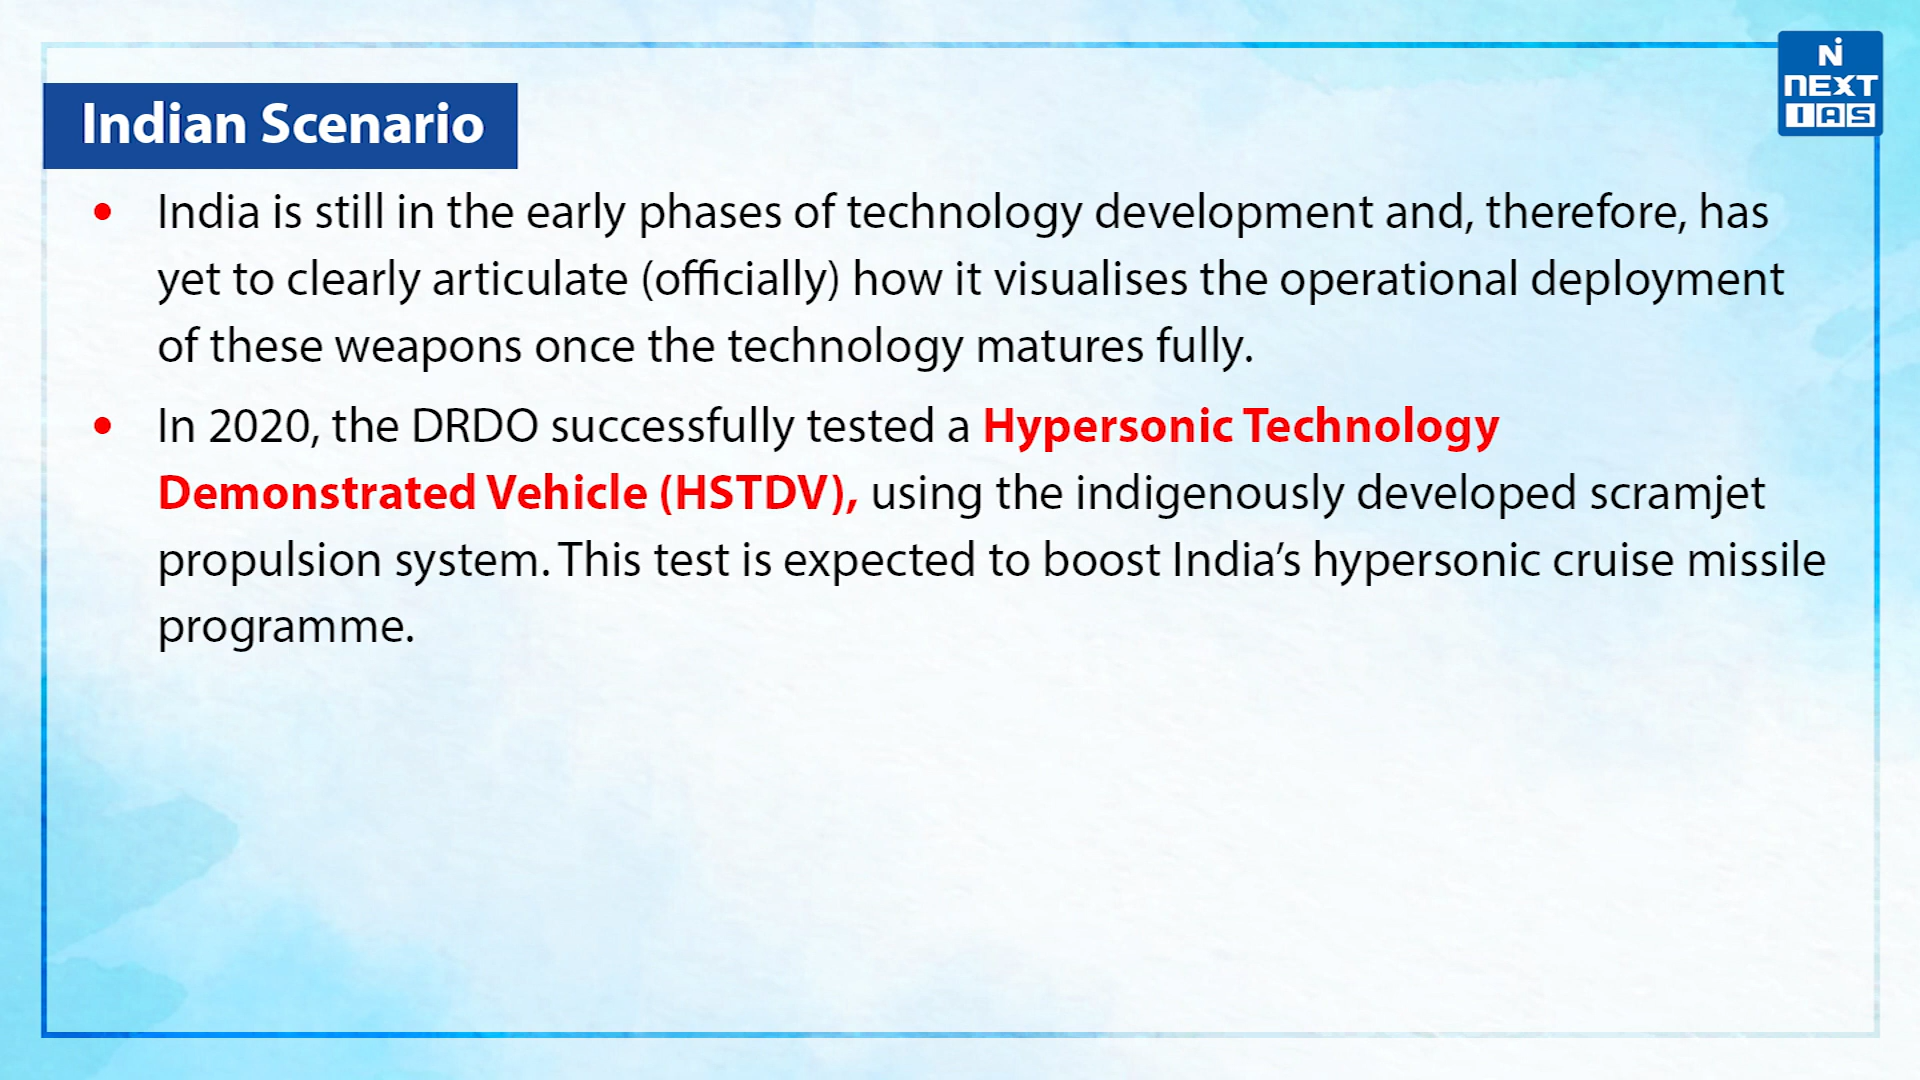 Indian Scenario
N
NEXT
IAS
• India is still in the early phases of technology development and, therefore, has
yet to clearly articulate (officially) how it visualises the operational deployment
of these weapons once the technology matures fully.
• In 2020, the DRDO successfully tested a Hypersonic Technology
Demonstrated Vehicle (HSTDV), using the indigenously developed scramjet
propulsion system. This test is expected to boost India’s hypersonic cruise missile
programme.